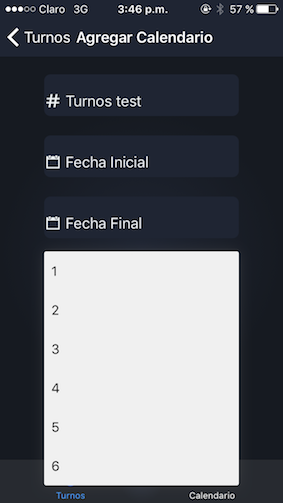 Claro 3G 3:46 p.m. 57 %
Turnos Agregar Calendario
# Turnos test
Fecha Inicial
Fecha Final
1
2
3
4
5
6
Turnos Calendario